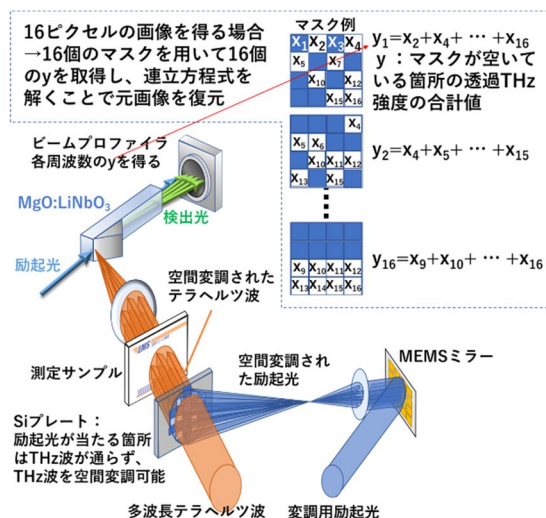 16ピクセルの画像を得る場合
→16個のマスクを用いて16個
のyを取得し、連立方程式を
解くことで元画像を復元
マスク例
X₁ X₂ X₃ X₄
X₅ X₇
X₁₀ X₁₂
X₁₅ X₁₆
y₁=x₂+x₄+ ⋯ +x₁₆
y ：マスクが空いて
いる箇所の透過THz
強度の合計値
X₄
X₅ X₆
X₁₀ X₁₁ X₁₂
X₁₃ X₁₅
y₂=x₄+x₅+ ⋯ +x₁₅
X₉ X₁₀ X₁₁ X₁₂
X₁₃ X₁₄ X₁₅ X₁₆
y₁₆=x₉+x₁₀+ ⋯ +x₁₆
ビームプロファイラ
各周波数のyを得る
MgO:LiNbO₃
検出光
励起光
空間変調された
テラヘルツ波
測定サンプル
空間変調され
た励起光
MEMSミラー
Siプレート：
励起光が当たる箇所
はTHz波が通らず、
THz波を空間変調可能
多波長テラヘルツ波
変調用励起光